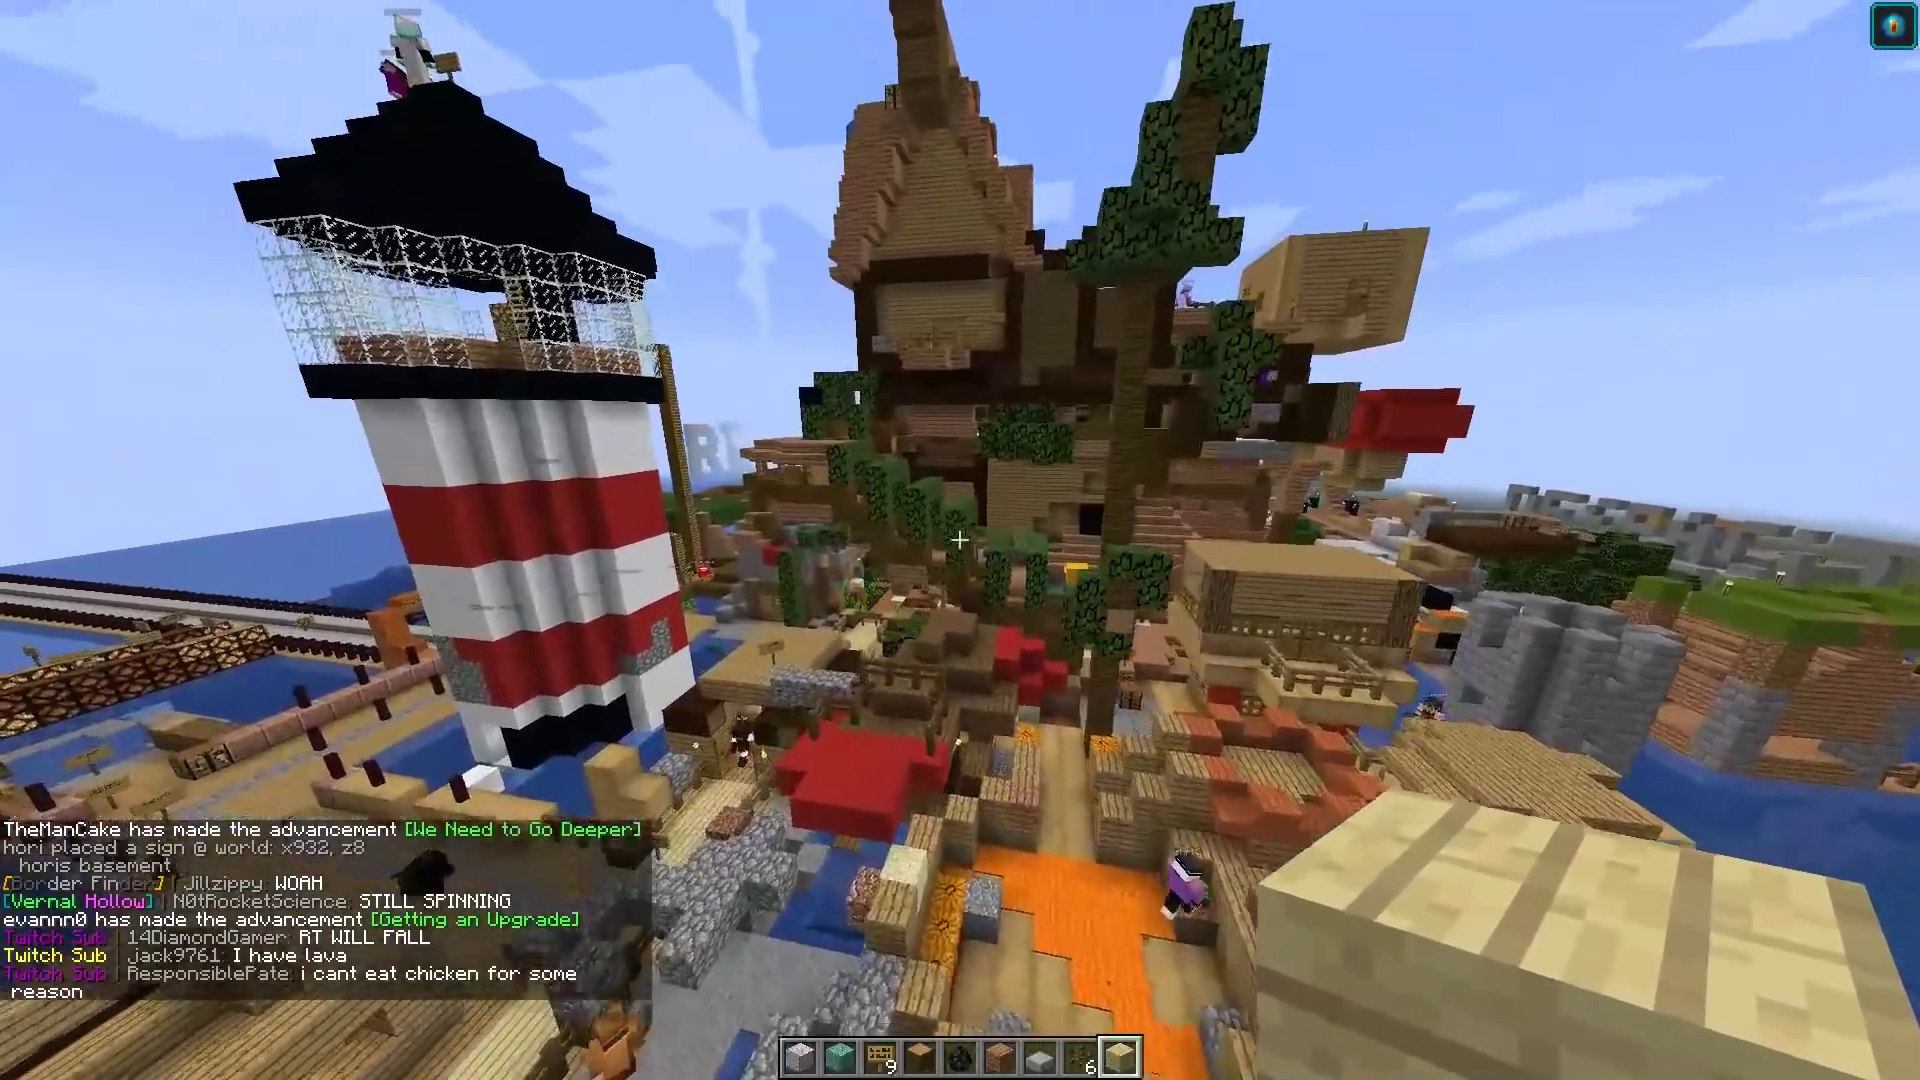 RT
TheManCake has made the advancement [We Need to Go Deeper]
hori placed a sign @ world: x932, z8
horis basement
[Border Finder] | Jillzippy: WOAH
[Vernal Hollow] | N0tRocketScience: STILL SPINNING
evannn0 has made the advancement [Getting an Upgrade]
Twitch Sub | 14DiamondGamer: RT WILL FALL
Twitch Sub | jack9761: I have lava
Twitch Sub | ResponsiblePate: i cant eat chicken for some
reason
9
6